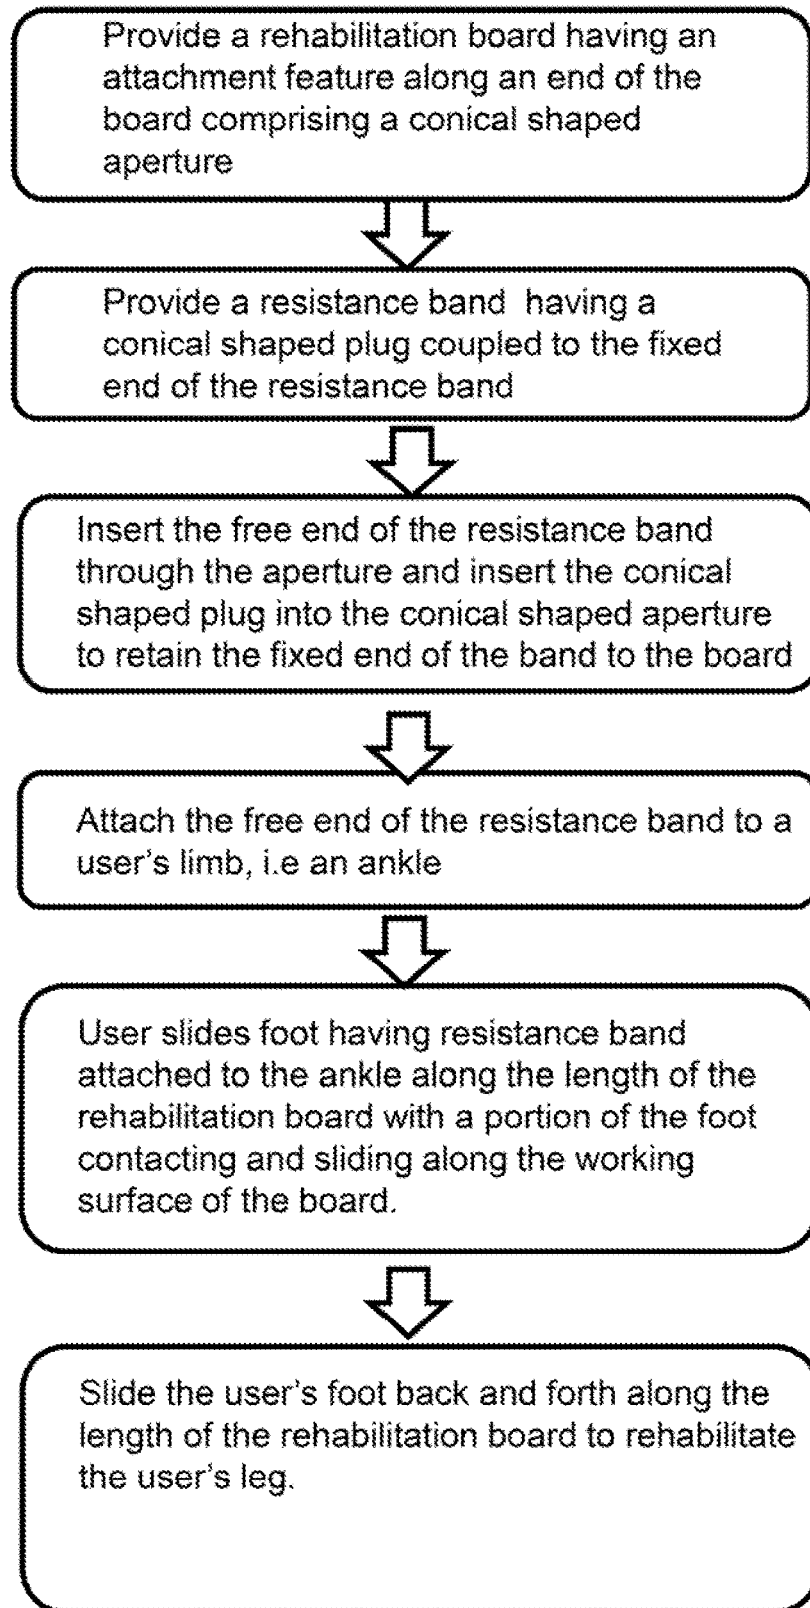 Provide a rehabilitation board having an
attachment feature along an end of the
board comprising a conical shaped
aperture
Provide a resistance band  having a
conical shaped plug coupled to the fixed
end of the resistance band
Insert the free end of the resistance band
through the aperture and insert the conical
shaped plug into the conical shaped aperture
to retain the fixed end of the band to the board
Attach the free end of the resistance band to a
user's limb, i.e an ankle
User slides foot having resistance band
attached to the ankle along the length of the
rehabilitation board with a portion of the foot
contacting and sliding along the working
surface of the board.
Slide the user's foot back and forth along the
length of the rehabilitation board to rehabilitate
the user's leg.